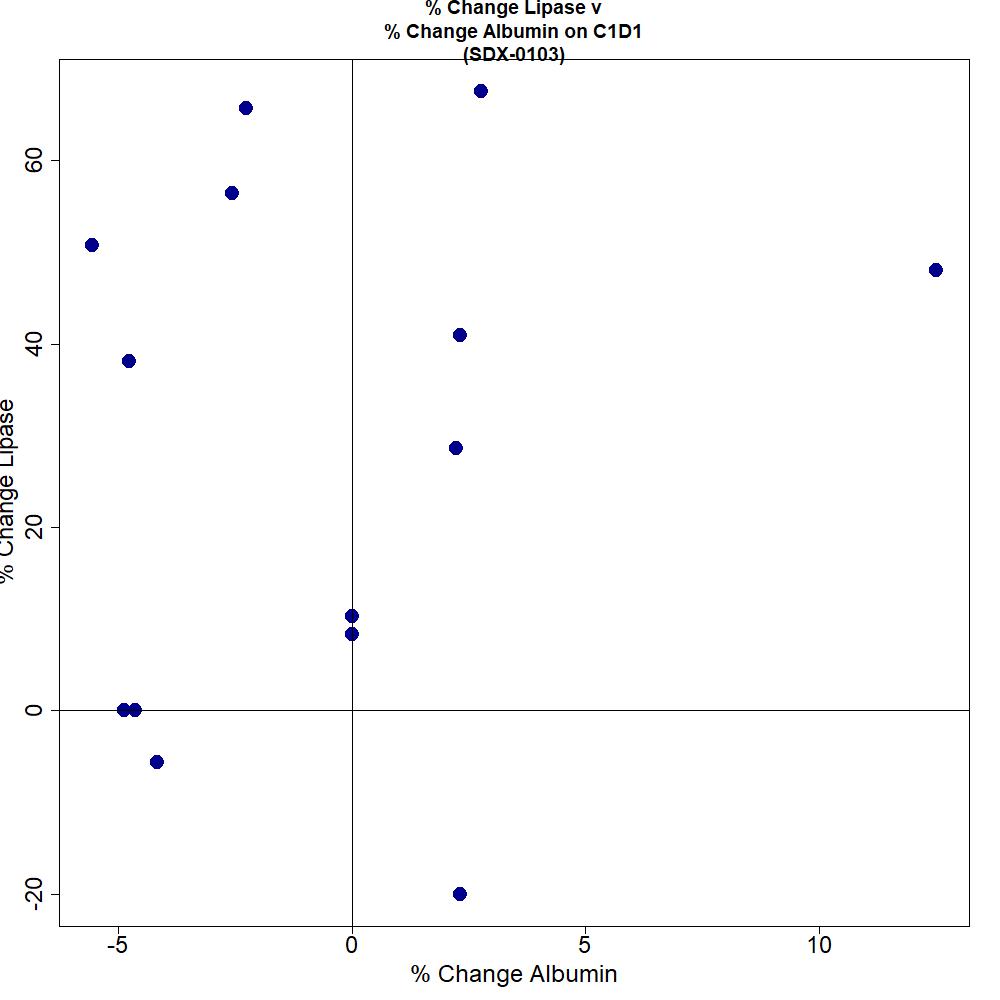 % Change Lipase v
% Change Albumin on C1D1
(SDX-0103)
% Change Lipase
60
40
20
0
-20
-5
0
5
10
% Change Albumin